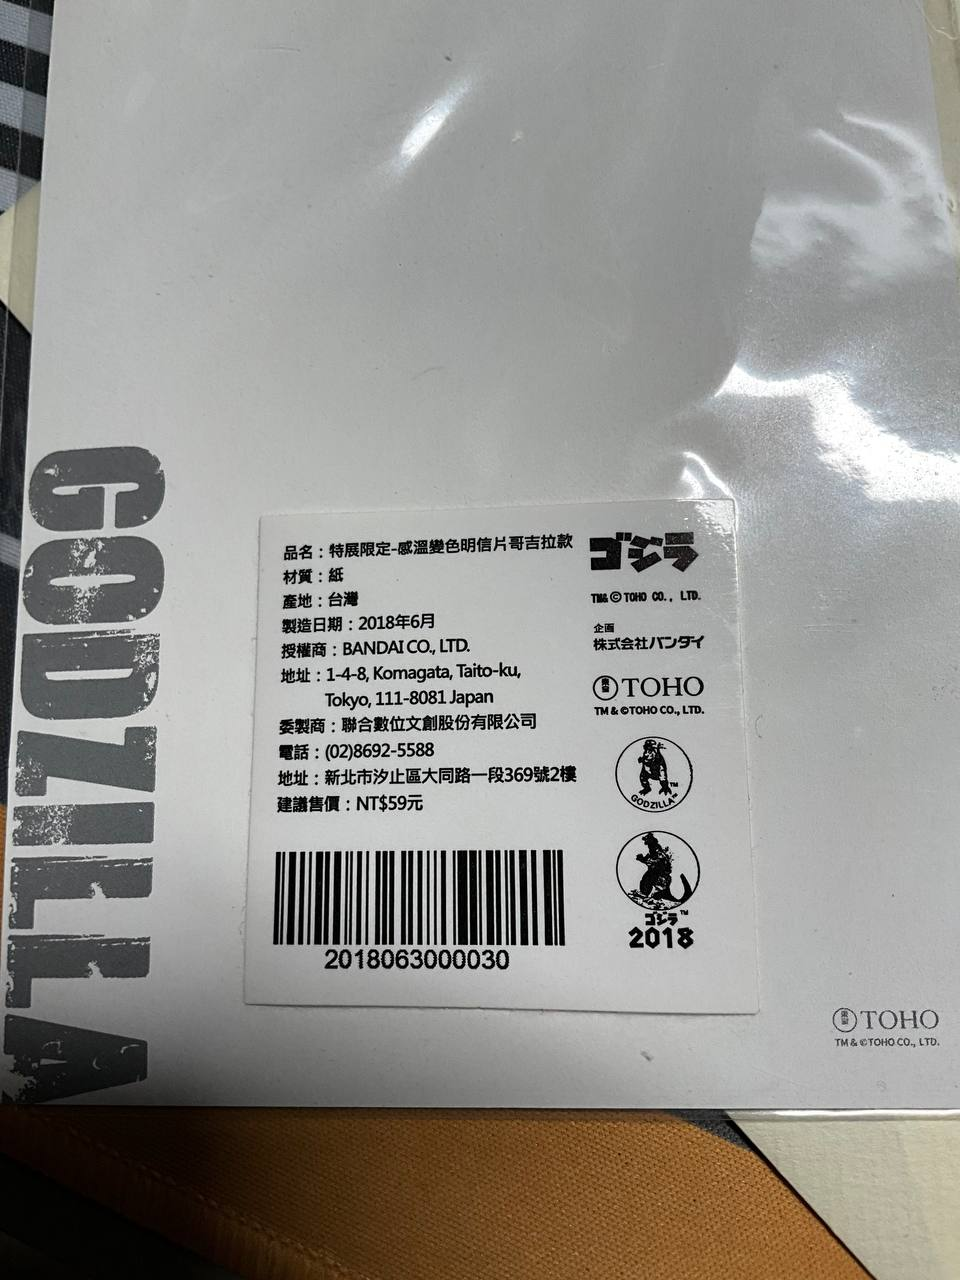 GODZILLA
品名：特展限定-感溫變色明信片哥吉拉款
材質：紙
產地：台灣
製造日期：2018年6月
授權商：BANDAI CO., LTD.
地址：1-4-8, Komagata, Taito-ku,
Tokyo, 111-8081 Japan
委製商：聯合數位文創股份有限公司
電話：(02)8692-5588
地址：新北市汐止區大同路一段369號2樓
建議售價：NT$59元
2018063000030
ゴジラ
TM& © TOHO CO., LTD.
企画
株式会社バンダイ
東宝 TOHO
TM & ©TOHO CO., LTD.
GODZILLA™
ゴジラ™
2018
東宝 TOHO
TM & ©TOHO CO., LTD.